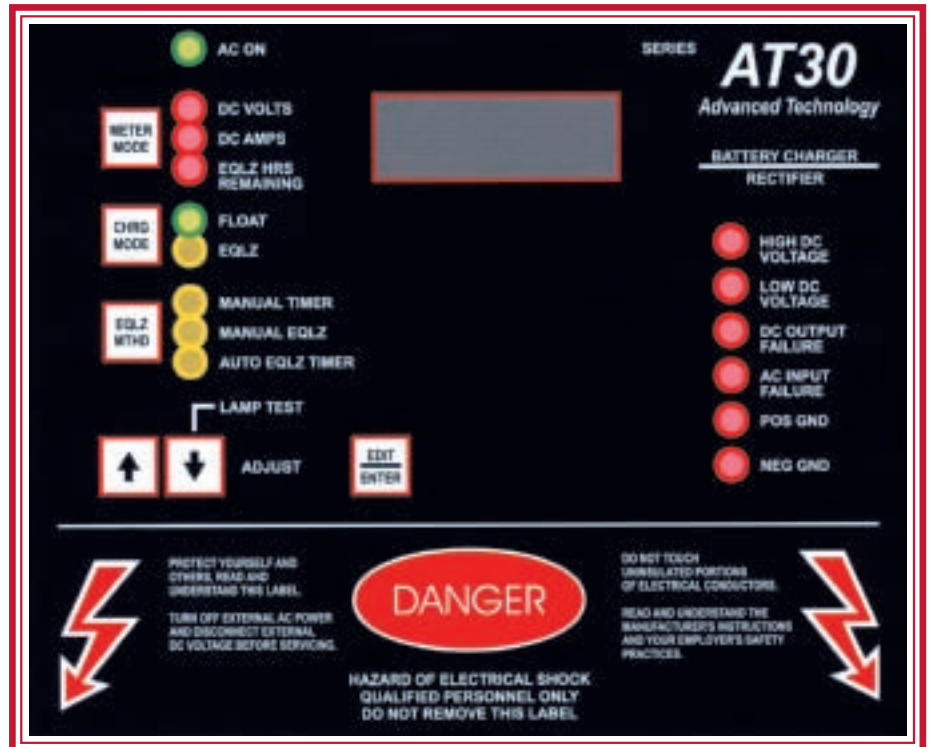 AC ON
SERIES
AT30
Advanced Technology
BATTERY CHARGER
RECTIFIER
METER
MODE
DC VOLTS
DC AMPS
EQLZ HRS
REMAINING
CHRG
MODE
FLOAT
EQLZ
EQLZ
MTHD
MANUAL TIMER
MANUAL EQLZ
AUTO EQLZ TIMER
LAMP TEST
ADJUST
EDIT
ENTER
HIGH DC
VOLTAGE
LOW DC
VOLTAGE
DC OUTPUT
FAILURE
AC INPUT
FAILURE
POS GND
NEG GND
PROTECT YOURSELF AND
OTHERS, READ AND
UNDERSTAND THIS LABEL.
TURN OFF EXTERNAL AC POWER
AND DISCONNECT EXTERNAL
DC VOLTAGE BEFORE SERVICING.
DANGER
HAZARD OF ELECTRICAL SHOCK
QUALIFIED PERSONNEL ONLY
DO NOT REMOVE THIS LABEL
DO NOT TOUCH
UNINSULATED PORTIONS
OF ELECTRICAL CONDUCTORS.
READ AND UNDERSTAND THE
MANUFACTURER'S INSTRUCTIONS
AND YOUR EMPLOYER'S SAFETY
PRACTICES.